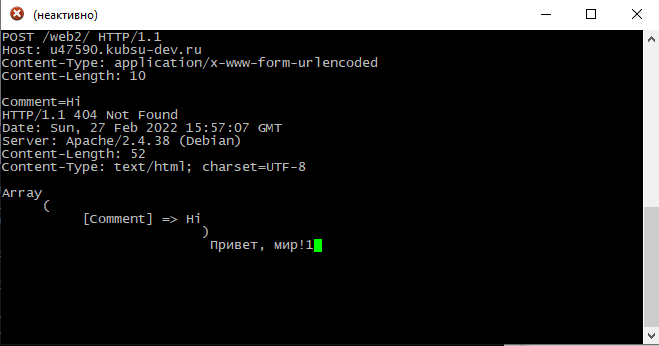 (неактивно)
POST /web2/ HTTP/1.1
Host: u47590.kubsu-dev.ru
Content-Type: application/x-www-form-urlencoded
Content-Length: 10
Comment=Hi
HTTP/1.1 404 Not Found
Date: Sun, 27 Feb 2022 15:57:07 GMT
Server: Apache/2.4.38 (Debian)
Content-Length: 52
Content-Type: text/html; charset=UTF-8
Array
(
[Comment] => Hi
)
Привет, мир!1